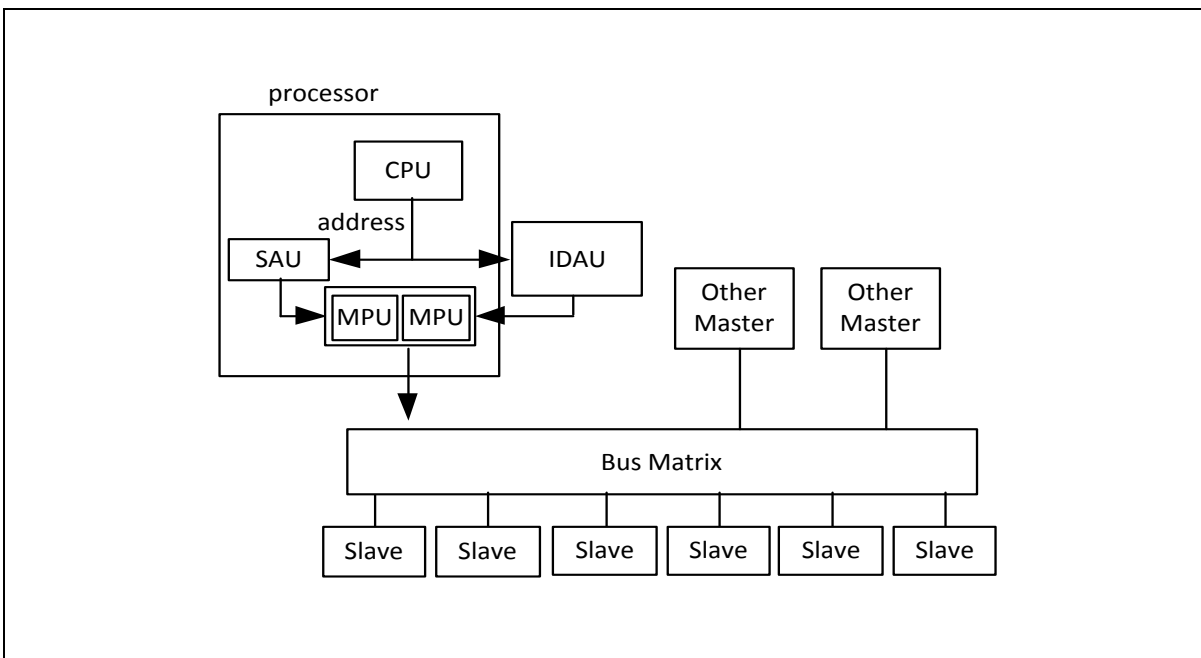 processor
CPU
address
SAU
IDAU
MPU
MPU
Other
Master
Other
Master
Bus Matrix
Slave
Slave
Slave
Slave
Slave
Slave